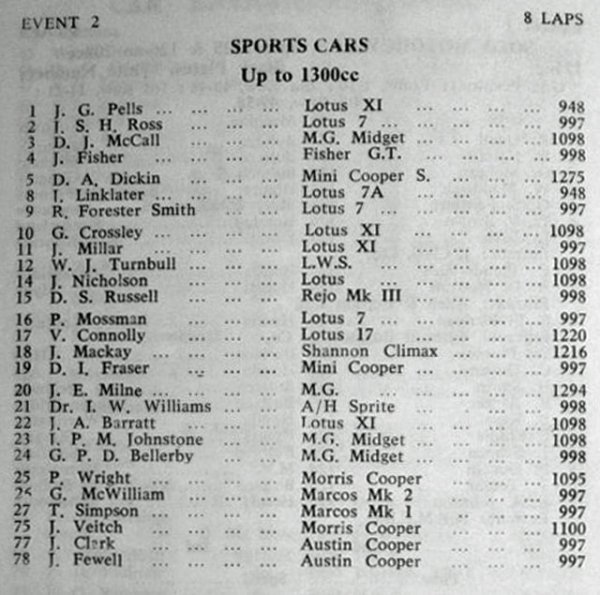 EVENT 2 8 LAPS
SPORTS CARS
Up to 1300cc
1 J. G. Pells ... ... ... Lotus XI ... ... ... ... 948
2 J. S. H. Ross ... ... ... Lotus 7 ... ... ... ... 997
3 D. J. McCall ... ... ... M.G. Midget ... ... ... 1098
4 J. Fisher ... ... ... ... Fisher G.T. ... ... ... ... 998
5 D. A. Dickin ... ... ... Mini Cooper S. ... ... ... 1275
8 J. Linklater ... ... ... ... Lotus 7A ... ... ... 948
9 R. Forester Smith ... ... Lotus 7 ... ... ... ... 997
10 G. Crossley ... ... ... ... Lotus XI ... ... ... 1098
11 J. Millar ... ... ... ... Lotus XI ... ... ... 997
12 W. J. Turnbull ... ... ... L.W.S. ... ... ... ... 1098
14 J. Nicholson ... ... ... Lotus ... ... ... ... 1098
15 D. S. Russell ... ... ... Rejo Mk III ... ... ... 998
16 P. Mossman ... ... ... Lotus 7 ... ... ... ... 997
17 V. Connolly ... ... ... Lotus 17 ... ... ... 1220
18 J. Mackay ... ... ... ... Shannon Climax ... ... ... 1216
19 D. I. Fraser ... ... ... Mini Cooper ... ... ... 997
20 J. E. Milne ... ... ... ... M.G. ... ... ... ... 1294
21 Dr. I. W. Williams ... ... A/H Sprite ... ... ... 998
22 J. A. Barratt ... ... ... Lotus XI ... ... ... 1098
23 J. P. M. Johnstone ... ... M.G. Midget ... ... ... 1098
24 G. P. D. Bellerby ... ... M.G. Midget ... ... ... 998
25 P. Wright ... ... ... ... Morris Cooper ... ... ... 1095
26 G. McWilliam ... ... ... Marcos Mk 2 ... ... ... 997
27 T. Simpson ... ... ... ... Marcos Mk 1 ... ... ... 997
75 J. Veitch ... ... ... ... Morris Cooper ... ... ... 1100
77 J. Clark ... ... ... ... Austin Cooper ... ... ... 997
78 J. Fewell ... ... ... ... Austin Cooper ... ... ... 997